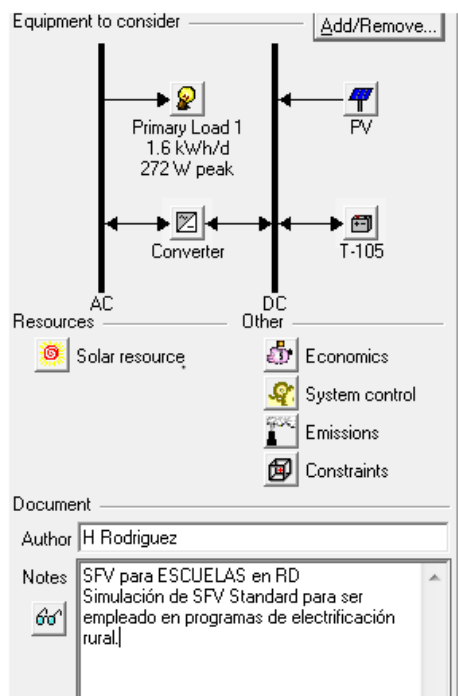 Equipment to consider
Add/Remove...
Primary Load 1
1.6 kWh/d
272 W peak
PV
Converter
T-105
AC
DC
Resources
Other
Solar resource
Economics
System control
Emissions
Constraints
Document
Author H Rodriguez
Notes SFV para ESCUELAS en RD
Simulación de SFV Standard para ser
empleado en programas de electrificación
rural.